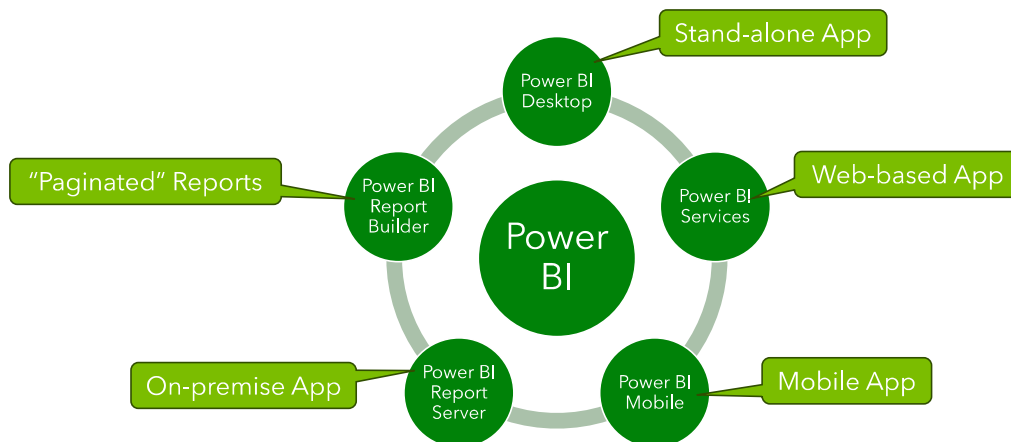 Stand-alone App
Power BI
Desktop
“Paginated“ Reports
Web-based App
Power BI
Report
Builder
Power BI
Services
Power
BI
On-premise App
Power BI
Report
Server
Power BI
Mobile
Mobile App